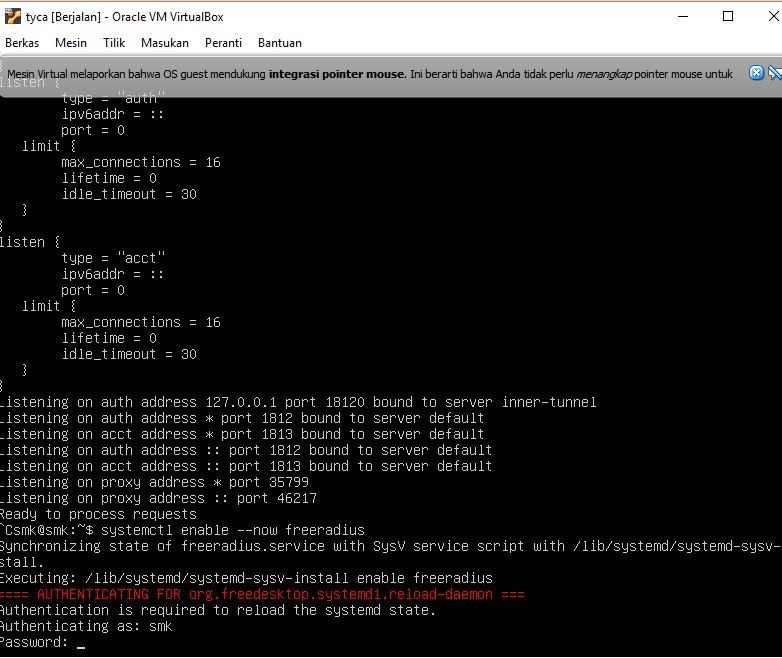 tyca [Berjalan] - Oracle VM VirtualBox
Berkas Mesin Tilik Masukan Peranti Bantuan
Mesin Virtual melaporkan bahwa OS guest mendukung integrasi pointer mouse. Ini berarti bahwa Anda tidak perlu menangkap pointer mouse untuk
}
listen {
type = "auth"
ipv6addr = ::
port = 0
limit {
max_connections = 16
lifetime = 0
idle_timeout = 30
}
}
listen {
type = "acct"
ipv6addr = ::
port = 0
limit {
max_connections = 16
lifetime = 0
idle_timeout = 30
}
}
Listening on auth address 127.0.0.1 port 18120 bound to server inner-tunnel
Listening on auth address * port 1812 bound to server default
Listening on acct address * port 1813 bound to server default
Listening on auth address :: port 1812 bound to server default
Listening on acct address :: port 1813 bound to server default
Listening on proxy address * port 35799
Listening on proxy address :: port 46217
Ready to process requests
^Csmk@smk:~$ systemctl enable --now freeradius
Synchronizing state of freeradius.service with SysV service script with /lib/systemd/systemd-sysv-
stall.
Executing: /lib/systemd/systemd-sysv-install enable freeradius
==== AUTHENTICATING FOR org.freedesktop.systemd1.reload-daemon ===
Authentication is required to reload the systemd state.
Authenticating as: smk
Password: _